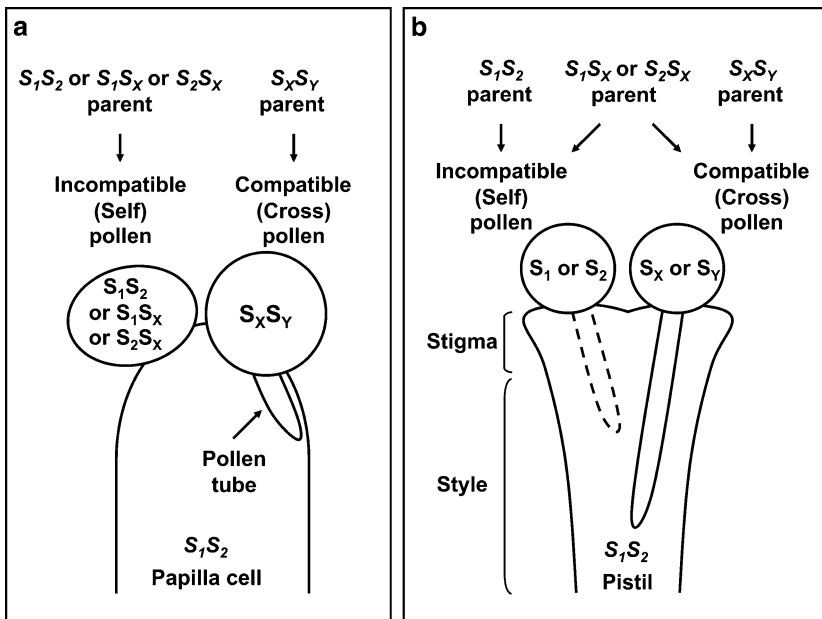 a
S₁S₂ or S₁Sₓ or S₂Sₓ
parent
SₓSY
parent
Incompatible
(Self)
pollen
Compatible
(Cross)
pollen
S₁S₂
or S₁Sₓ
or S₂Sₓ
SₓSY
Pollen
tube
S₁S₂
Papilla cell
b
S₁S₂
parent
S₁Sₓ or S₂Sₓ
parent
SₓSY
parent
Incompatible
(Self)
pollen
Compatible
(Cross)
pollen
S₁ or S₂
Sₓ or SY
Stigma
Style
S₁S₂
Pistil